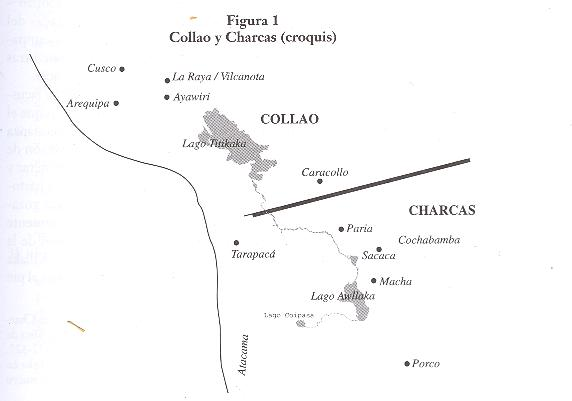 Figura 1
Collao y Charcas (croquis)
Cusco
La Raya / Vilcanota
Arequipa
Ayawiri
COLLAO
Lago Titikaka
Caracollo
CHARCAS
Paria
Cochabamba
Tarapacá
Sacaca
Macha
Lago Awllaka
Lago Coipasa
Atacama
Porco